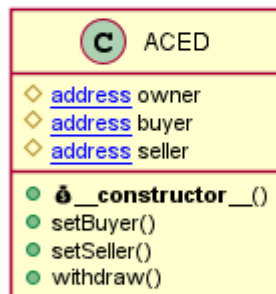 C ACED
address owner
address buyer
address seller
💰__constructor__()
setBuyer()
setSeller()
withdraw()